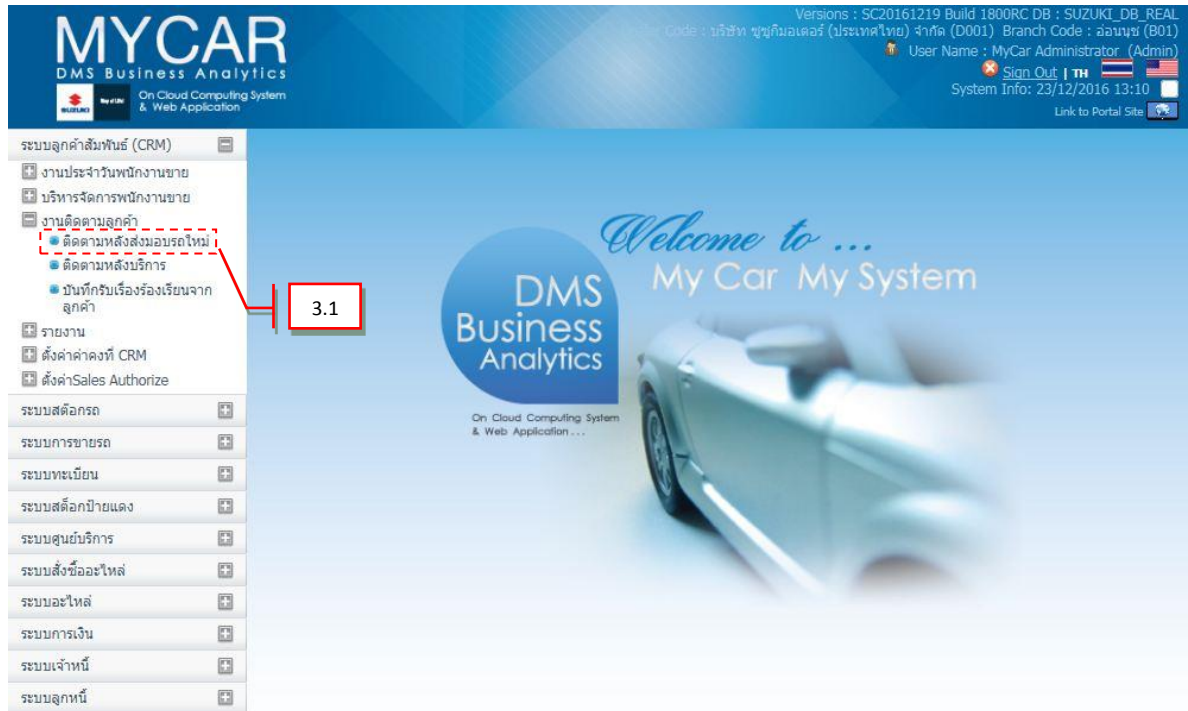 MYCAR
DMS Business Analytics
SUZUKI
Way of Life!
On Cloud Computing System
& Web Application
Versions : SC20161219 Build 1800RC DB : SUZUKI_DB_REAL
Code : บริษัท ซูซูกิมอเตอร์ (ประเทศไทย) จำกัด (D001) Branch Code : อ่อนนุช (B01)
User Name : MyCar Administrator (Admin)
Sign Out | TH
System Info: 23/12/2016 13:10
Link to Portal Site
ระบบลูกค้าสัมพันธ์ (CRM)
งานประจำวันพนักงานขาย
บริหารจัดการพนักงานขาย
งานติดตามลูกค้า
ติดตามหลังส่งมอบรถใหม่
ติดตามหลังบริการ
บันทึกรับเรื่องร้องเรียนจาก
ลูกค้า
รายงาน
ตั้งค่าค่าคงที่ CRM
ตั้งค่าSales Authorize
ระบบสต๊อกรถ
ระบบการขายรถ
ระบบทะเบียน
ระบบสต็อกป้ายแดง
ระบบศูนย์บริการ
ระบบสั่งซื้ออะไหล่
ระบบอะไหล่
ระบบการเงิน
ระบบเจ้าหนี้
ระบบลูกหนี้
3.1
Welcome to ...
My Car My System
DMS
Business
Analytics
On Cloud Computing System
& Web Application ...